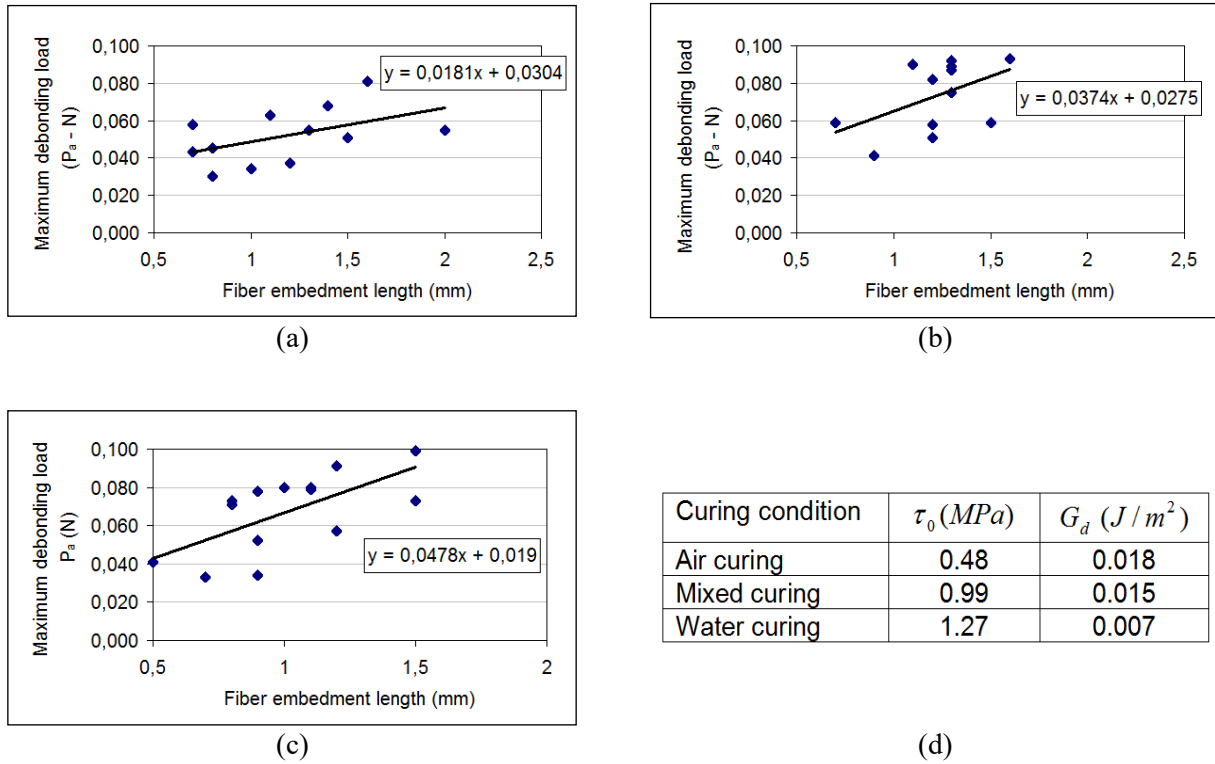 0,100
0,080
0,060
0,040
0,020
0,000
Maximum debonding load
(Pa - N)
y = 0,0181x + 0,0304
0,5 1 1,5 2 2,5
Fiber embedment length (mm)
(a)
0,100
0,080
0,060
0,040
0,020
0,000
Maximum debonding load
(Pa - N)
y = 0,0374x + 0,0275
0,5 1 1,5 2 2,5
Fiber embedment length (mm)
(b)
0,100
0,080
0,060
0,040
0,020
0,000
Maximum debonding load
Pa (N)
y = 0,0478x + 0,019
0,5 1 1,5 2
Fiber embedment length (mm)
(c)
Curing condition τ0 (MPa) Gd (J / m²)
Air curing 0.48 0.018
Mixed curing 0.99 0.015
Water curing 1.27 0.007
(d)